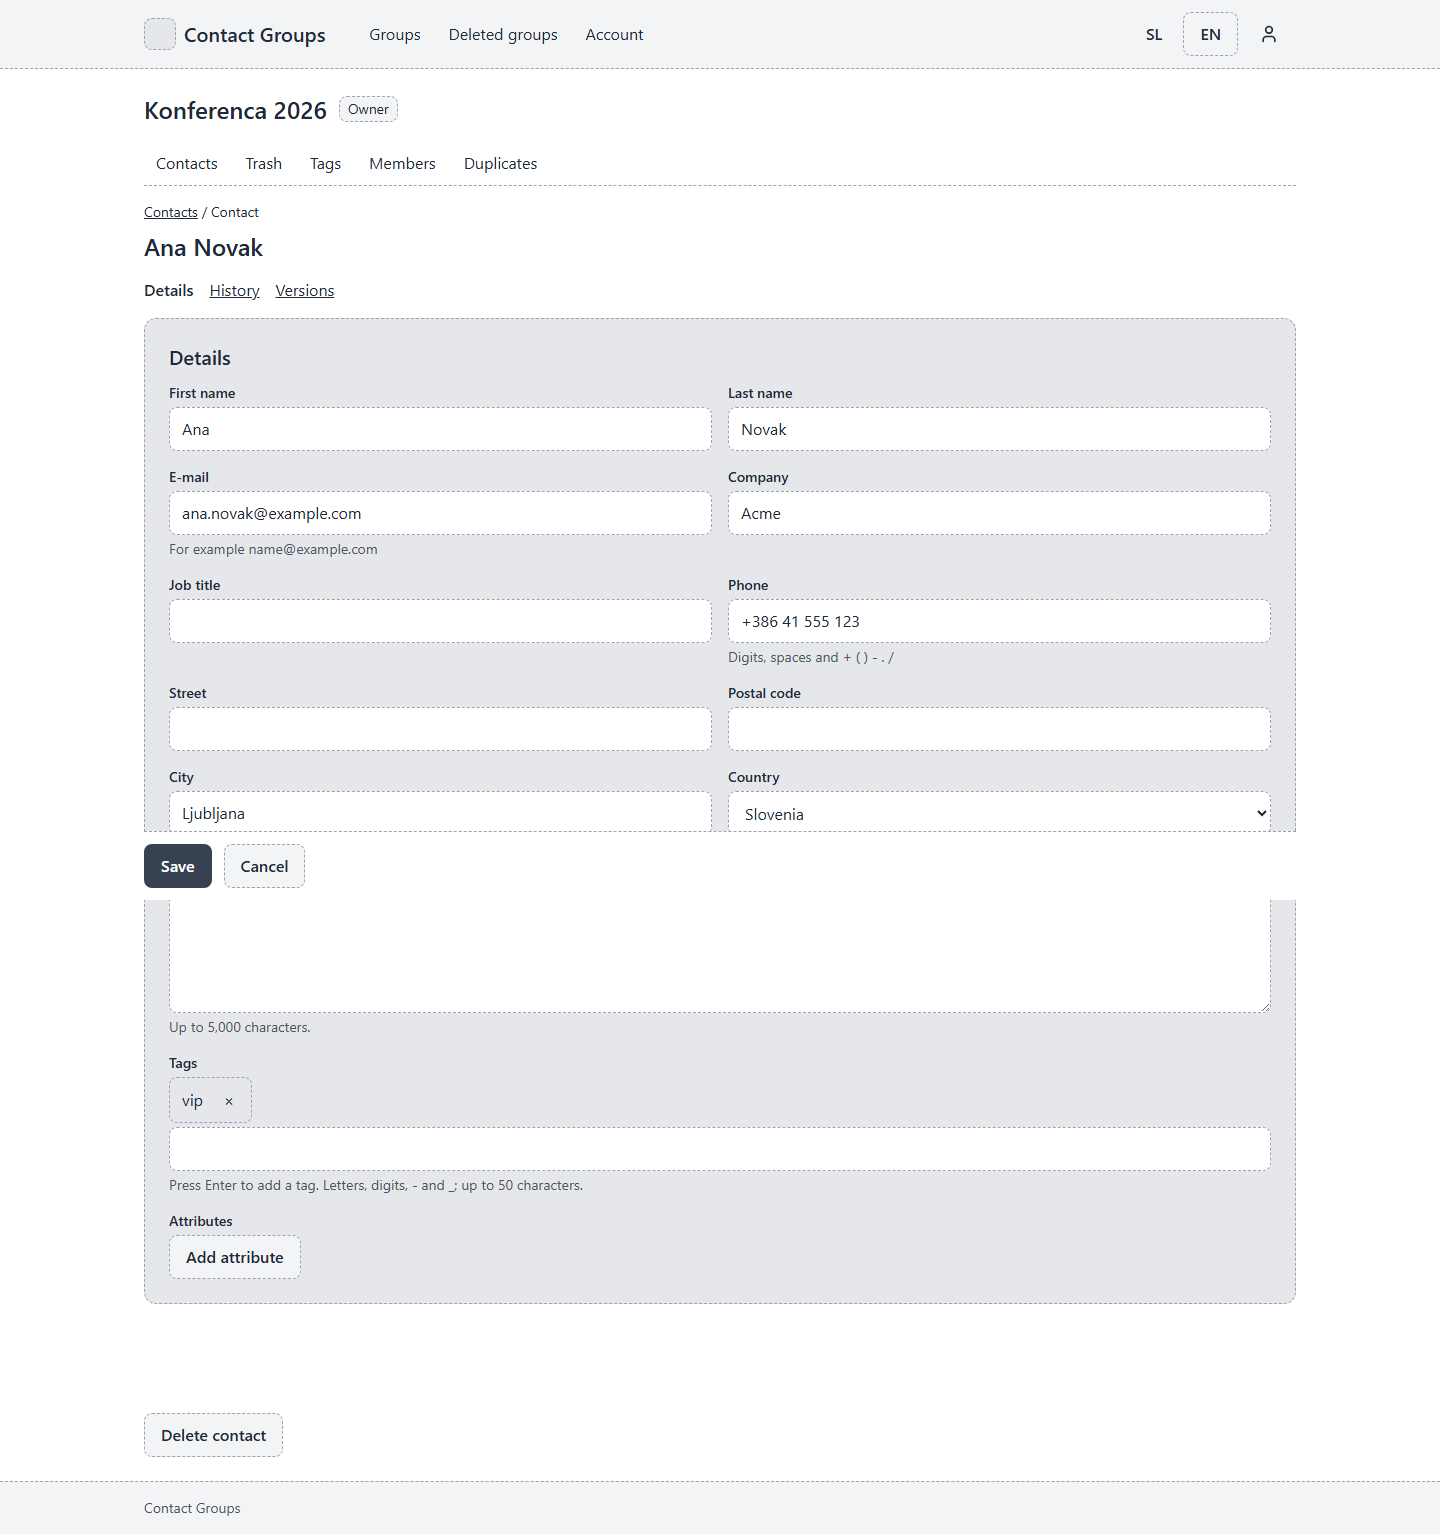 Contact Groups Groups Deleted groups Account SL EN
Konferenca 2026 Owner
Contacts Trash Tags Members Duplicates
Contacts / Contact
Ana Novak
Details History Versions
Details
First name Last name
Ana Novak
E-mail Company
ana.novak@example.com Acme
For example name@example.com
Job title Phone
+386 41 555 123
Digits, spaces and + ( ) - . /
Street Postal code
City Country
Ljubljana Slovenia
Save Cancel
Up to 5,000 characters.
Tags
vip ×
Press Enter to add a tag. Letters, digits, - and _; up to 50 characters.
Attributes
Add attribute
Delete contact
Contact Groups